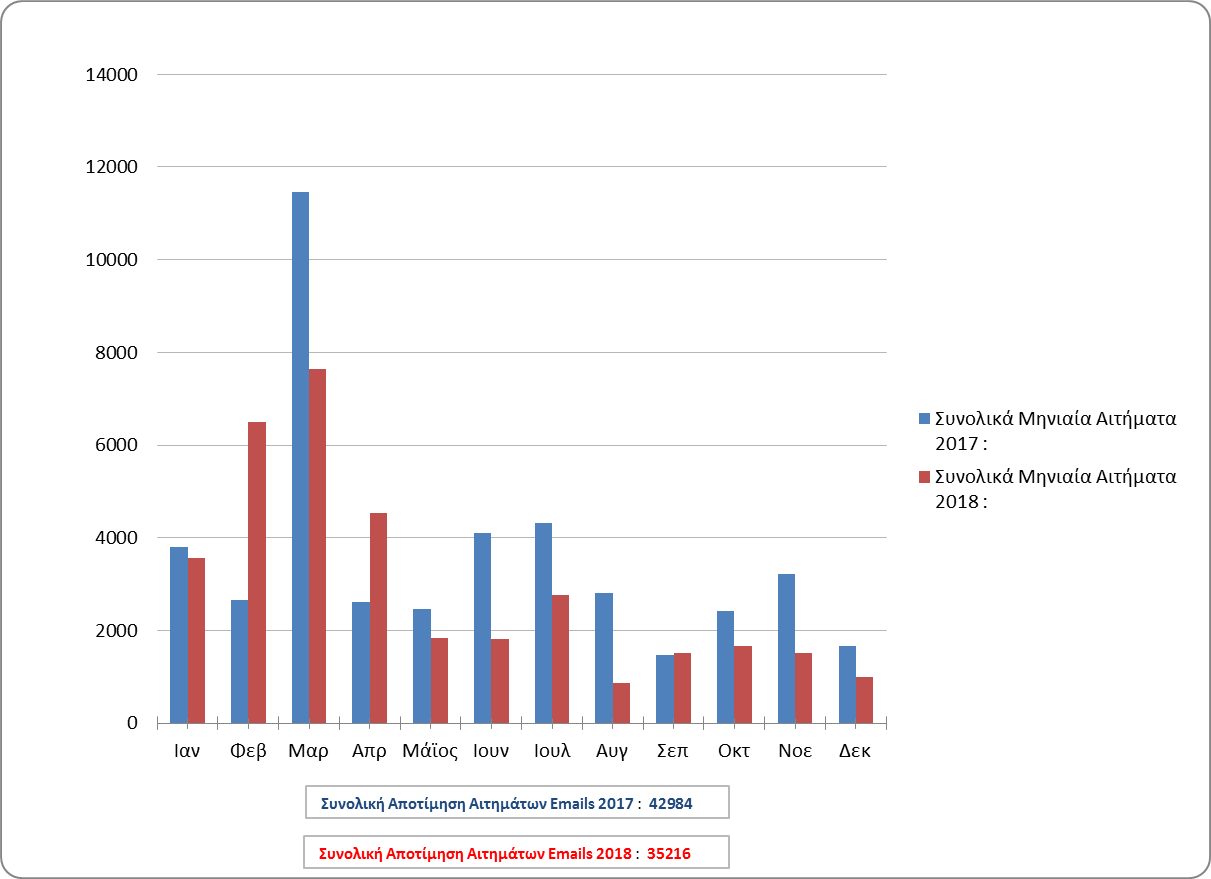 14000
12000
10000
8000
6000
4000
2000
0
Ιαν Φεβ Μαρ Απρ Μάϊος Ιουν Ιουλ Αυγ Σεπ Οκτ Νοε Δεκ
Συνολικά Μηνιαία Αιτήματα
2017 :
Συνολικά Μηνιαία Αιτήματα
2018 :
Συνολική Αποτίμηση Αιτημάτων Emails 2017 : 42984
Συνολική Αποτίμηση Αιτημάτων Emails 2018 : 35216